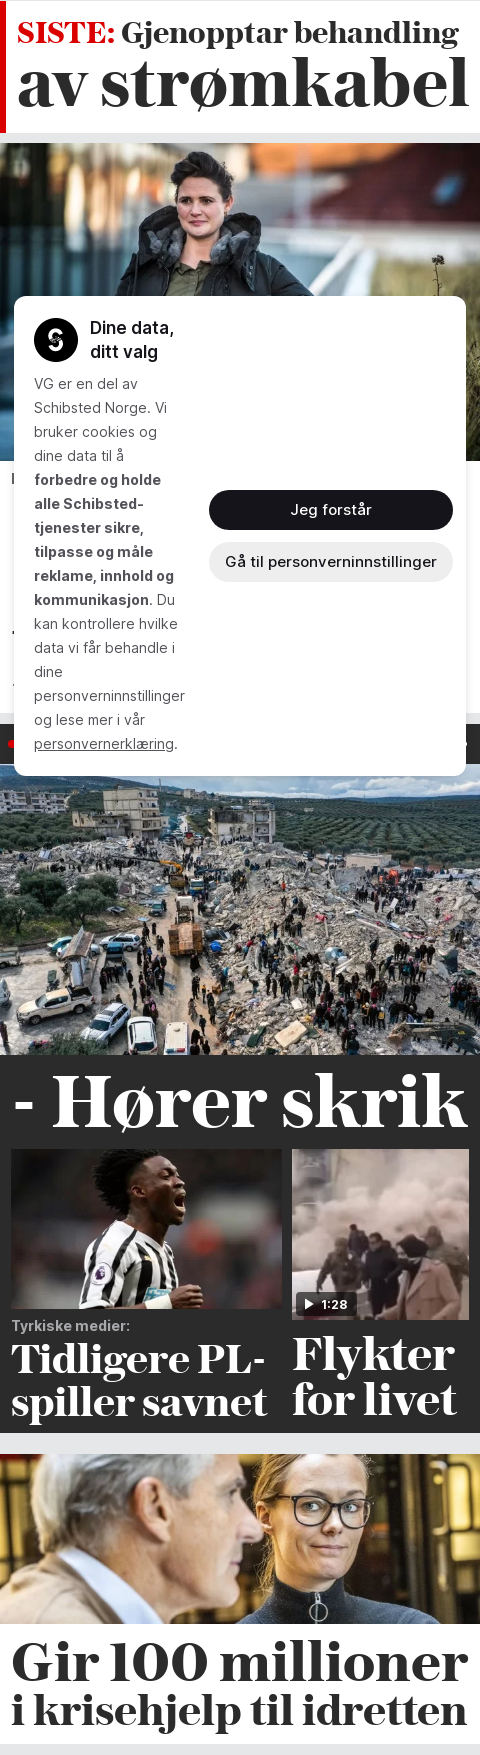 SISTE: Gjenopptar behandling
av strømkabel
Dine data,
ditt valg
VG er en del av
Schibsted Norge. Vi
bruker cookies og
dine data til å
forbedre og holde
alle Schibsted-
tjenester sikre,
tilpasse og måle
reklame, innhold og
kommunikasjon. Du
kan kontrollere hvilke
data vi får behandle i
dine
personverninnstillinger
og lese mer i vår
personvernerklæring.
Jeg forstår
Gå til personverninnstillinger
- Hører skrik
Tyrkiske medier:
Tidligere PL-
spiller savnet
1:28
Flykter
for livet
Gir 100 millioner
i krisehjelp til idretten